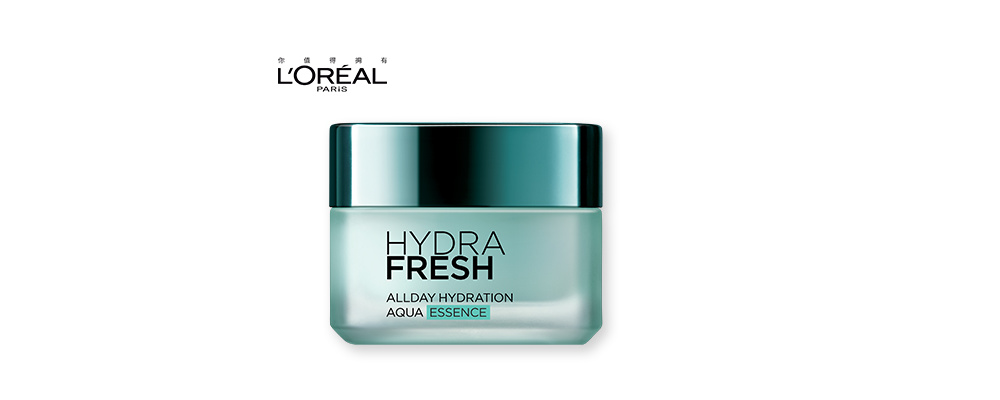 你值得擁有
L'ORÉAL
PARIS
HYDRA
FRESH
ALLDAY HYDRATION
AQUA ESSENCE